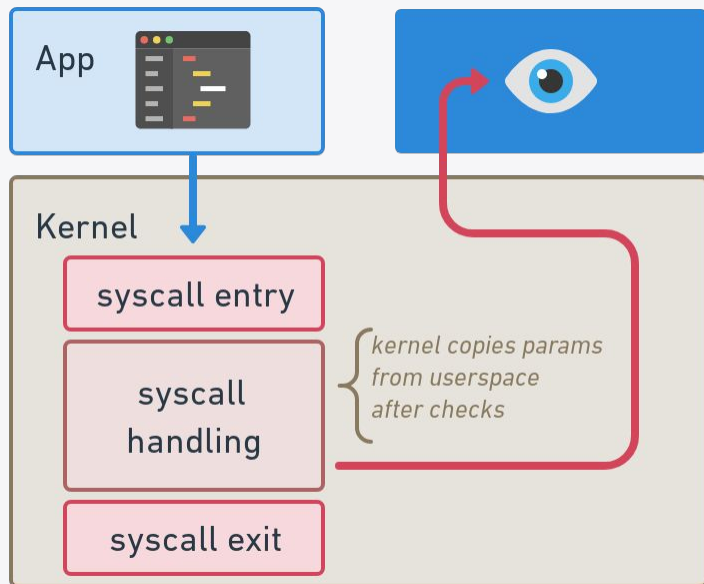 App
Kernel
syscall entry
kernel copies params
from userspace
after checks
syscall
handling
syscall exit